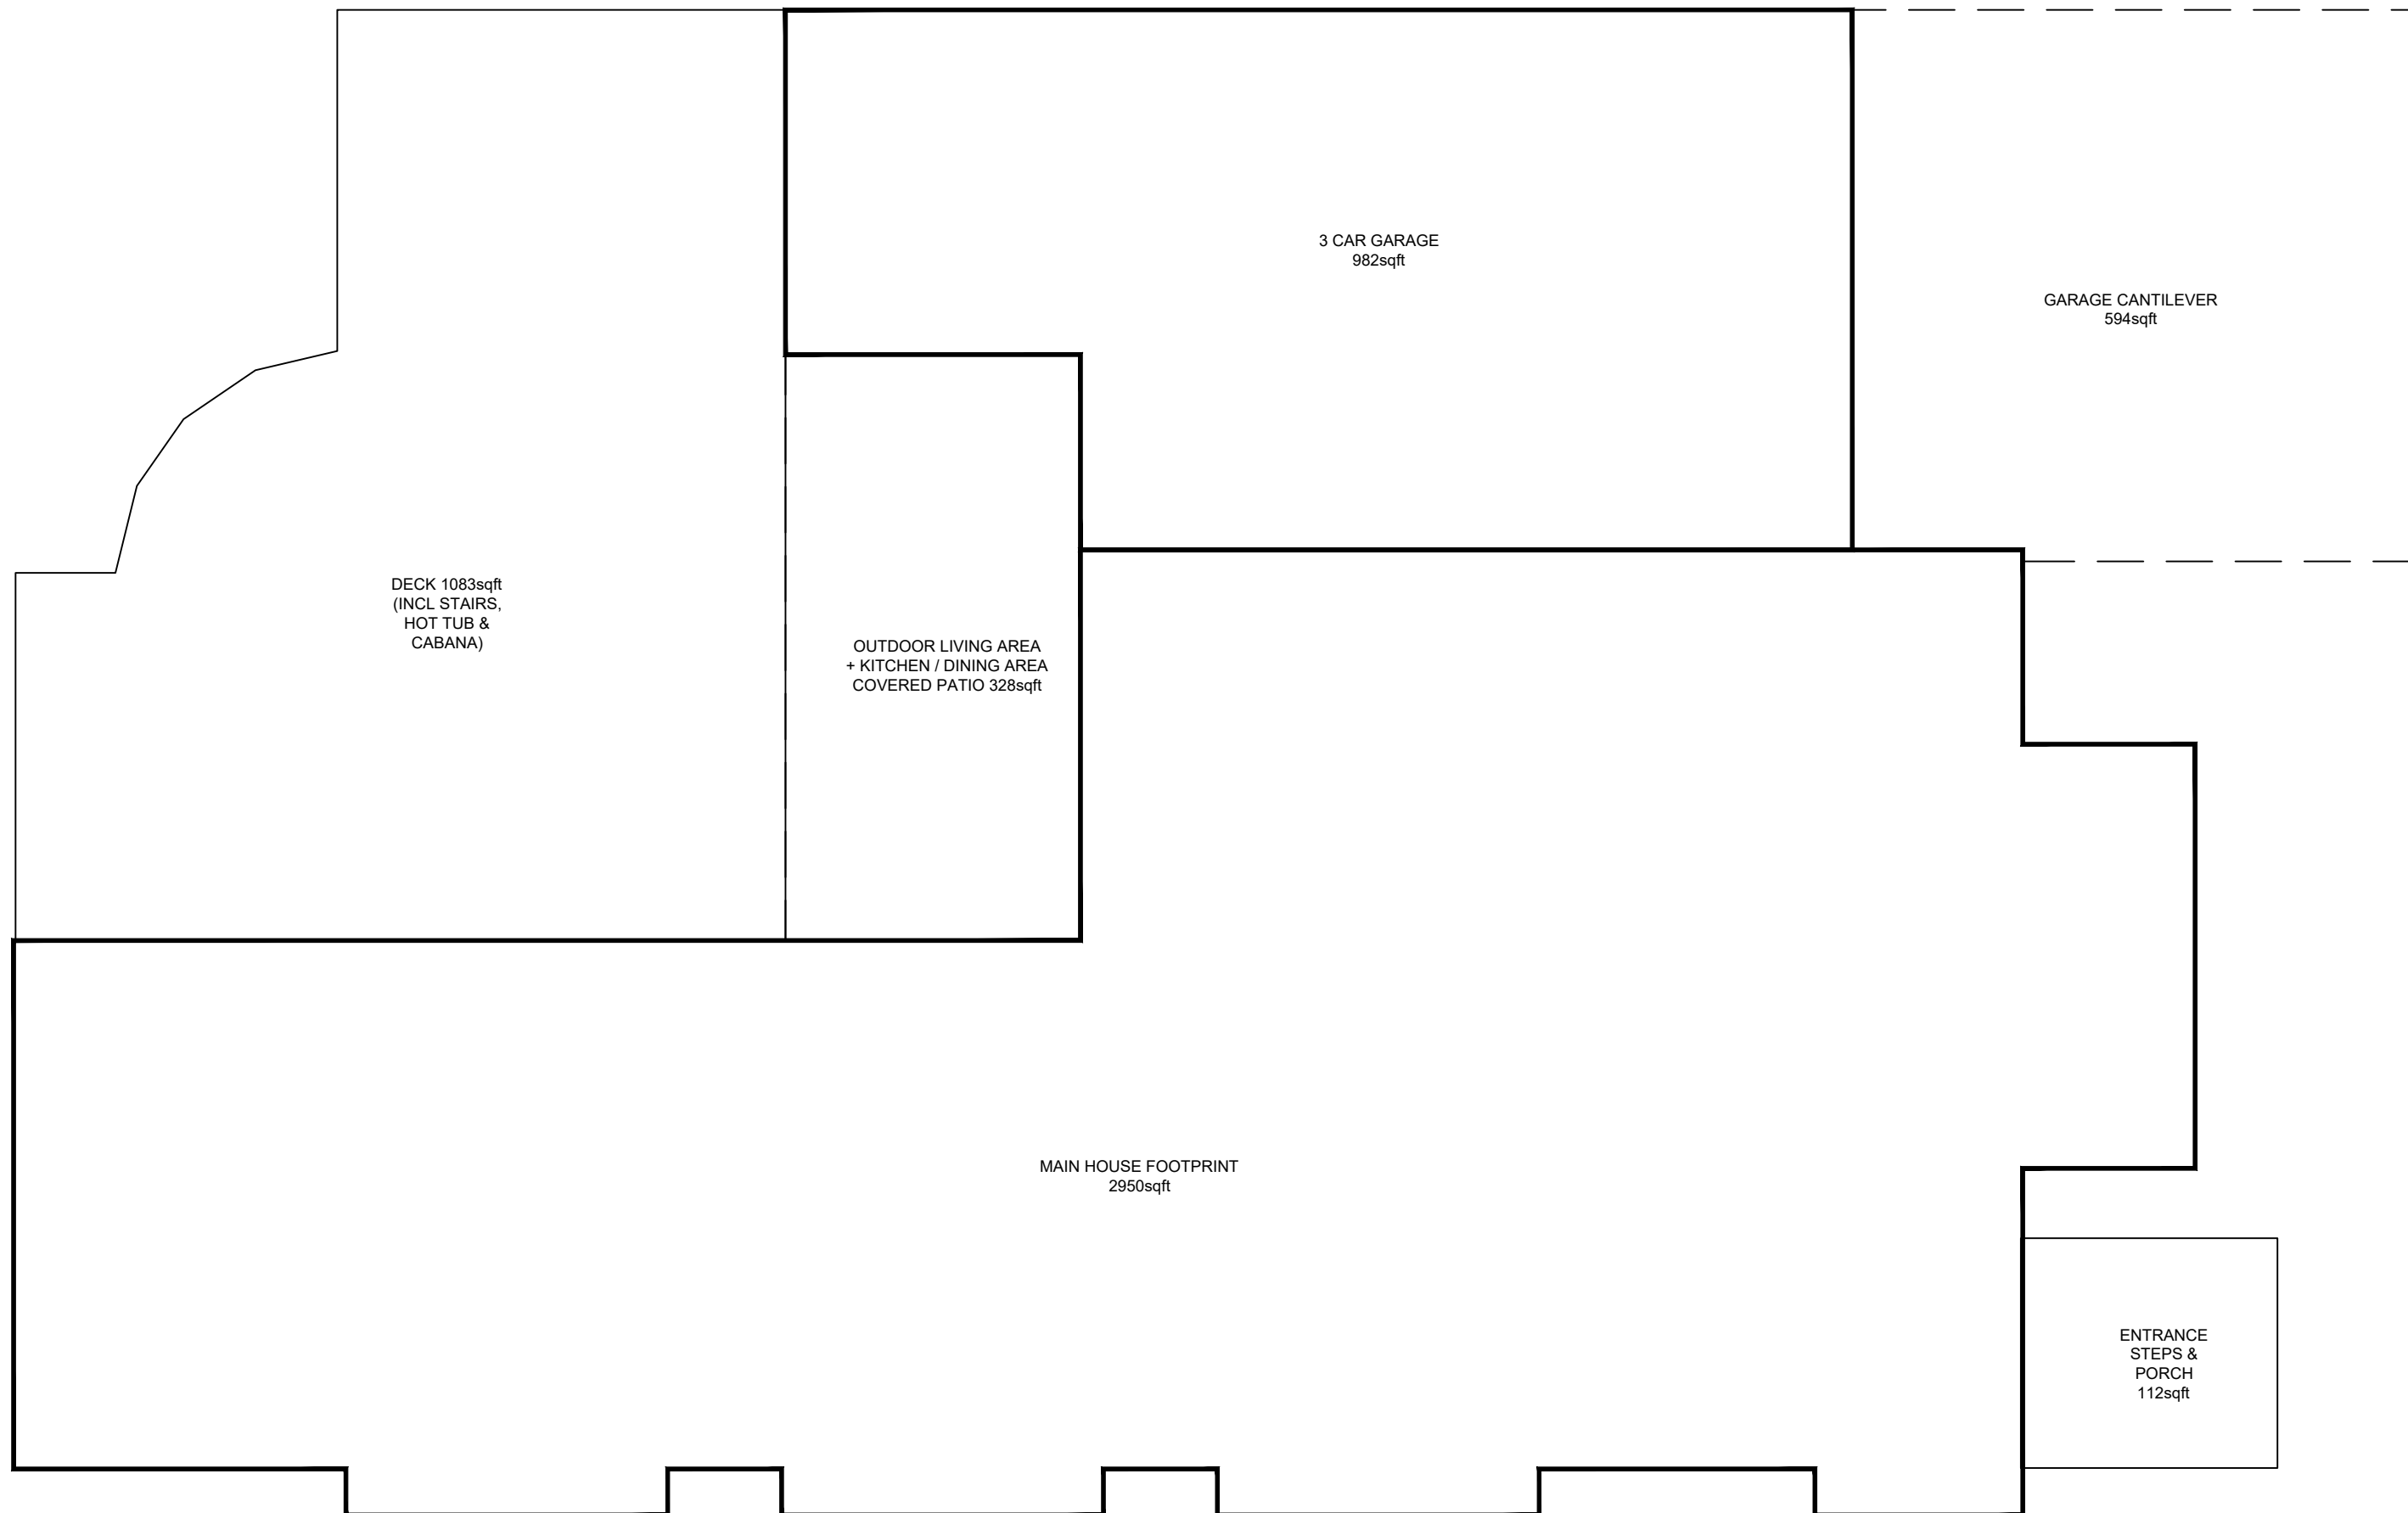 3 CAR GARAGE
982sqft
GARAGE CANTILEVER
594sqft
DECK 1083sqft
(INCL STAIRS,
HOT TUB &
CABANA)
OUTDOOR LIVING AREA
+ KITCHEN / DINING AREA
COVERED PATIO 328sqft
MAIN HOUSE FOOTPRINT
2950sqft
ENTRANCE
STEPS &
PORCH
112sqft